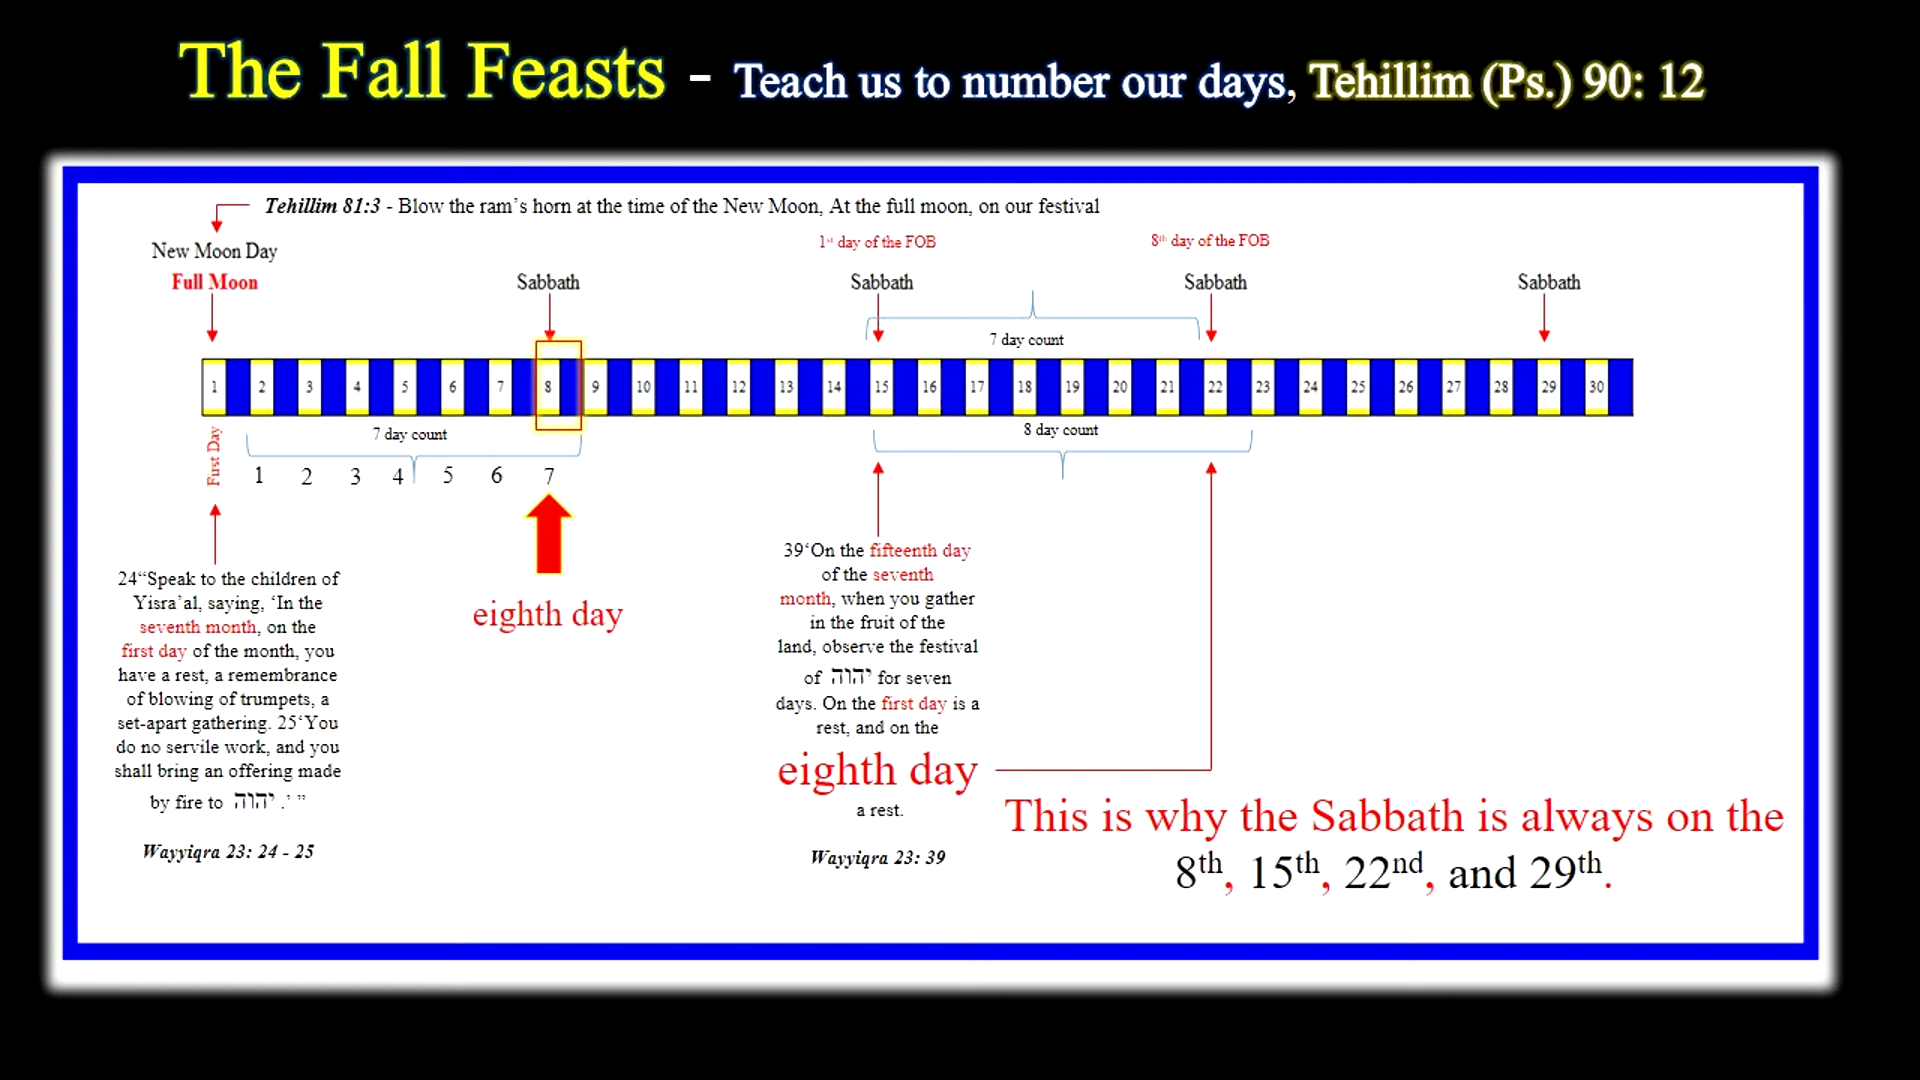 The Fall Feasts - Teach us to number our days, Tehillim (Ps.) 90: 12
Tehillim 81:3 - Blow the ram's horn at the time of the New Moon, At the full moon, on our festival
New Moon Day
Full Moon
Sabbath
1st day of the FOB
Sabbath
8th day of the FOB
Sabbath
Sabbath
7 day count
1 2 3 4 5 6 7 8 9 10 11 12 13 14 15 16 17 18 19 20 21 22 23 24 25 26 27 28 29 30
First Day
7 day count
1 2 3 4 5 6 7
8 day count
eighth day
24“Speak to the children of
Yisra’al, saying, ‘In the
seventh month, on the
first day of the month, you
have a rest, a remembrance
of blowing of trumpets, a
set-apart gathering. 25‘You
do no servile work, and you
shall bring an offering made
by fire to יהוה .’ ”
Wayyiqra 23: 24 - 25
39‘On the fifteenth day
of the seventh
month, when you gather
in the fruit of the
land, observe the festival
of יהוה for seven
days. On the first day is a
rest, and on the
eighth day
a rest.
Wayyiqra 23: 39
This is why the Sabbath is always on the
8th, 15th, 22nd, and 29th.